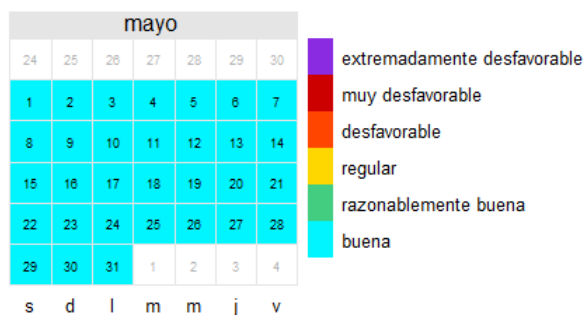 mayo
24 25 26 27 28 29 30
1 2 3 4 5 6 7
8 9 10 11 12 13 14
15 16 17 18 19 20 21
22 23 24 25 26 27 28
29 30 31 1 2 3 4
s d l m m j v
extremadamente desfavorable
muy desfavorable
desfavorable
regular
razonablemente buena
buena